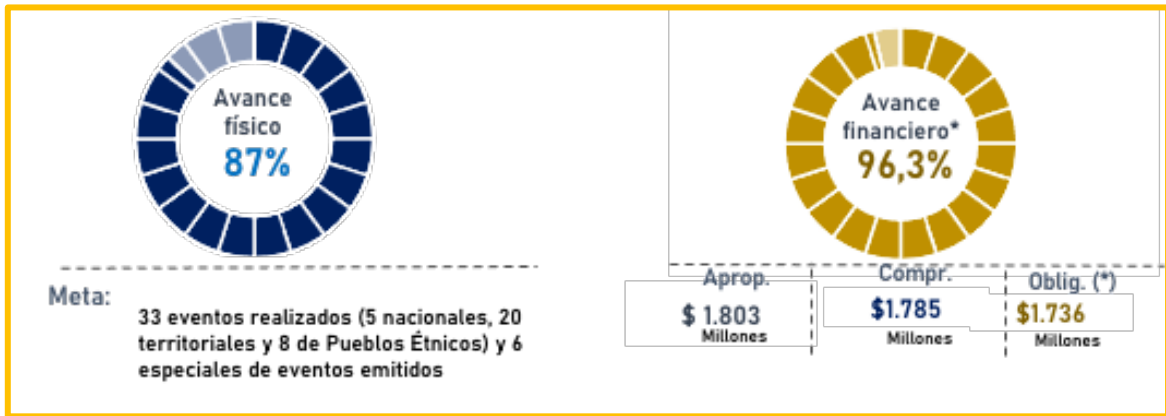 Avance
físico
87%
Meta:
33 eventos realizados (5 nacionales, 20
territoriales y 8 de Pueblos Étnicos) y 6
especiales de eventos emitidos
Avance
financiero*
96,3%
Aprop.
$ 1.803
Millones
Compr.
$1.785
Millones
Oblig. (*)
$1.736
Millones